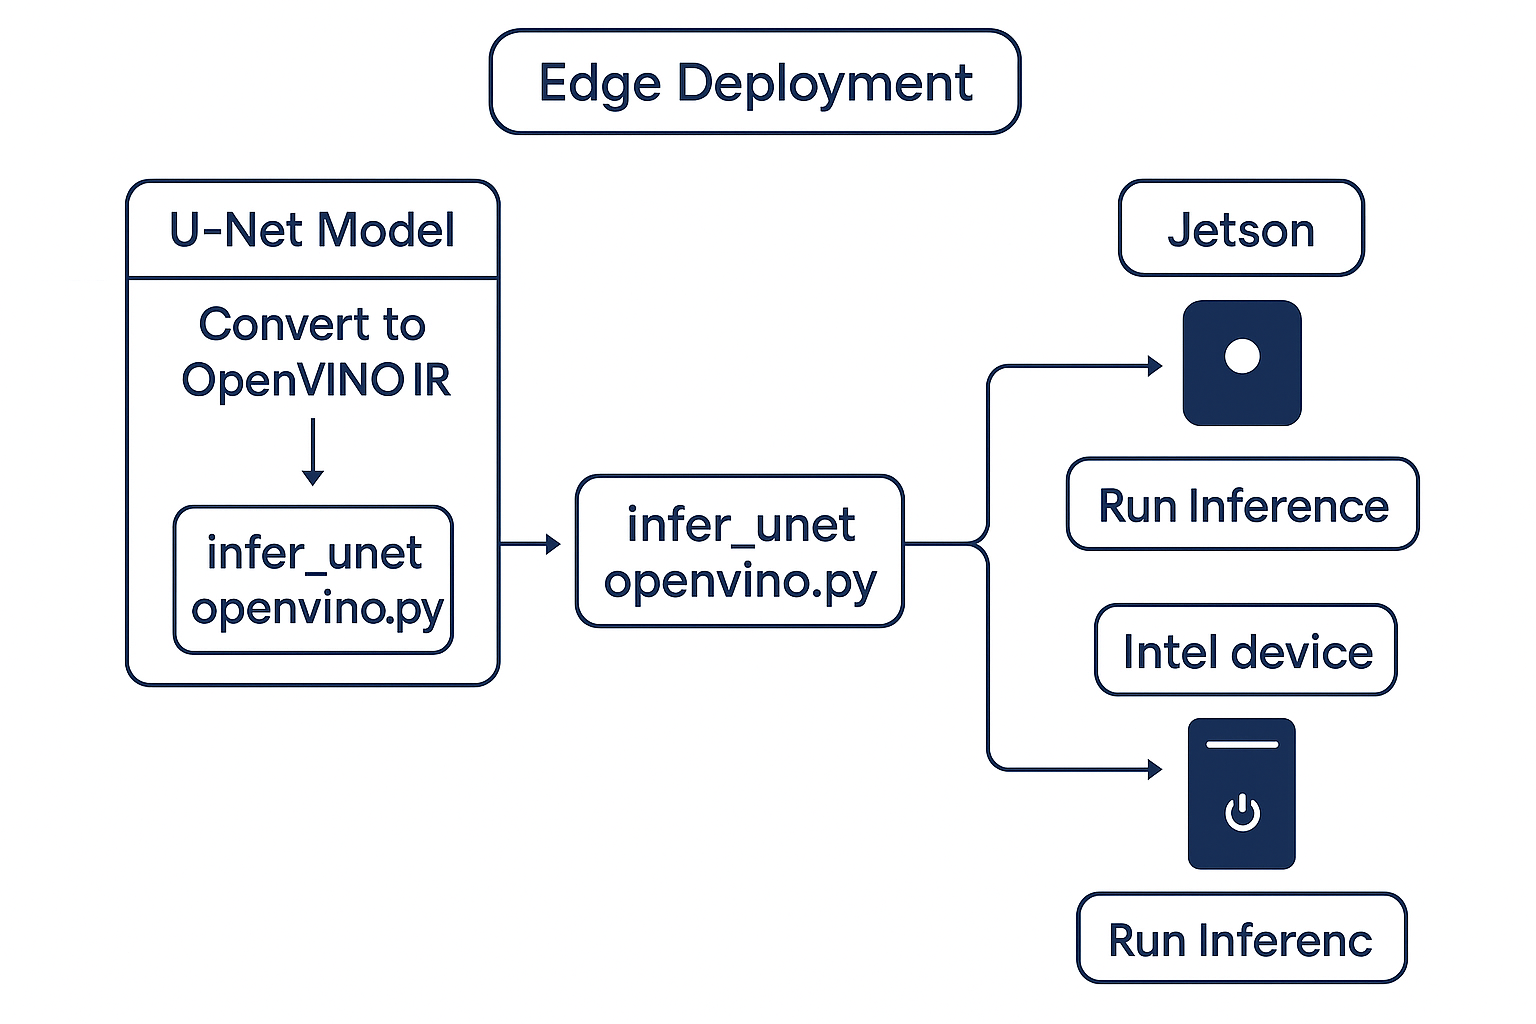 Edge Deployment
U-Net Model
Convert to
OpenVINO IR
infer_unet
openvino.py
infer_unet
openvino.py
Jetson
Run Inference
Intel device
Run Inferenc